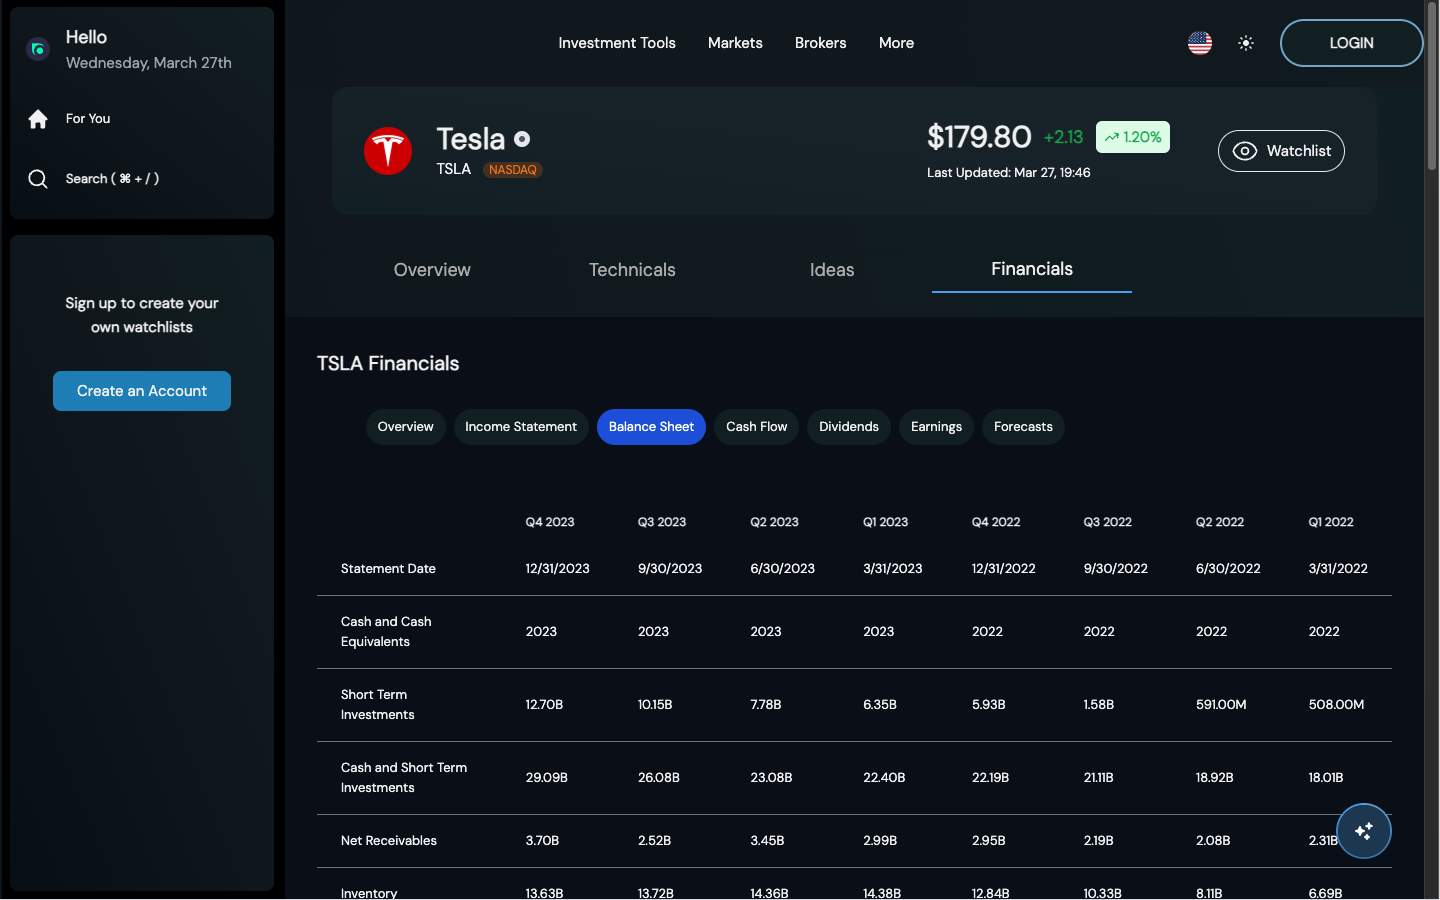 Hello
Wednesday, March 27th
For You
Search ( ⌘ + / )
Sign up to create your
own watchlists
Create an Account
Investment Tools Markets Brokers More
LOGIN
Tesla
TSLA NASDAQ
$179.80 +2.13 1.20%
Last Updated: Mar 27, 19:46
Watchlist
Overview Technicals Ideas Financials
TSLA Financials
Overview Income Statement Balance Sheet Cash Flow Dividends Earnings Forecasts
Q4 2023 Q3 2023 Q2 2023 Q1 2023 Q4 2022 Q3 2022 Q2 2022 Q1 2022
Statement Date 12/31/2023 9/30/2023 6/30/2023 3/31/2023 12/31/2022 9/30/2022 6/30/2022 3/31/2022
Cash and Cash
Equivalents 2023 2023 2023 2023 2022 2022 2022 2022
Short Term
Investments 12.70B 10.15B 7.78B 6.35B 5.93B 1.58B 591.00M 508.00M
Cash and Short Term
Investments 29.09B 26.08B 23.08B 22.40B 22.19B 21.11B 18.92B 18.01B
Net Receivables 3.70B 2.52B 3.45B 2.99B 2.95B 2.19B 2.08B 2.31B
Inventory 13.63B 13.72B 14.36B 14.38B 12.84B 10.33B 8.11B 6.69B